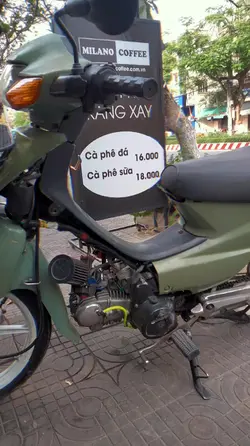 MILANO COFFEE
coffee.com.vn
RANG XAY
Cà phê đá 16.000
Cà phê sữa 18.000